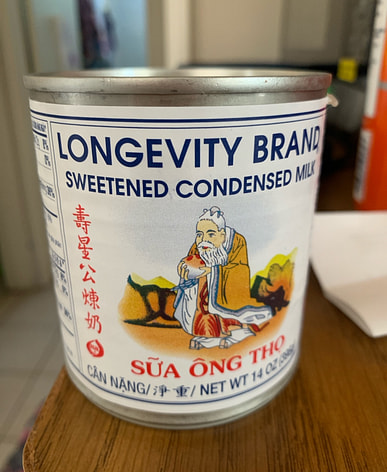 LONGEVITY BRAND
SWEETENED CONDENSED MILK
壽星公煉奶
SỮA ÔNG THỌ
CÂN NẶNG/淨重/NET WT 14 OZ